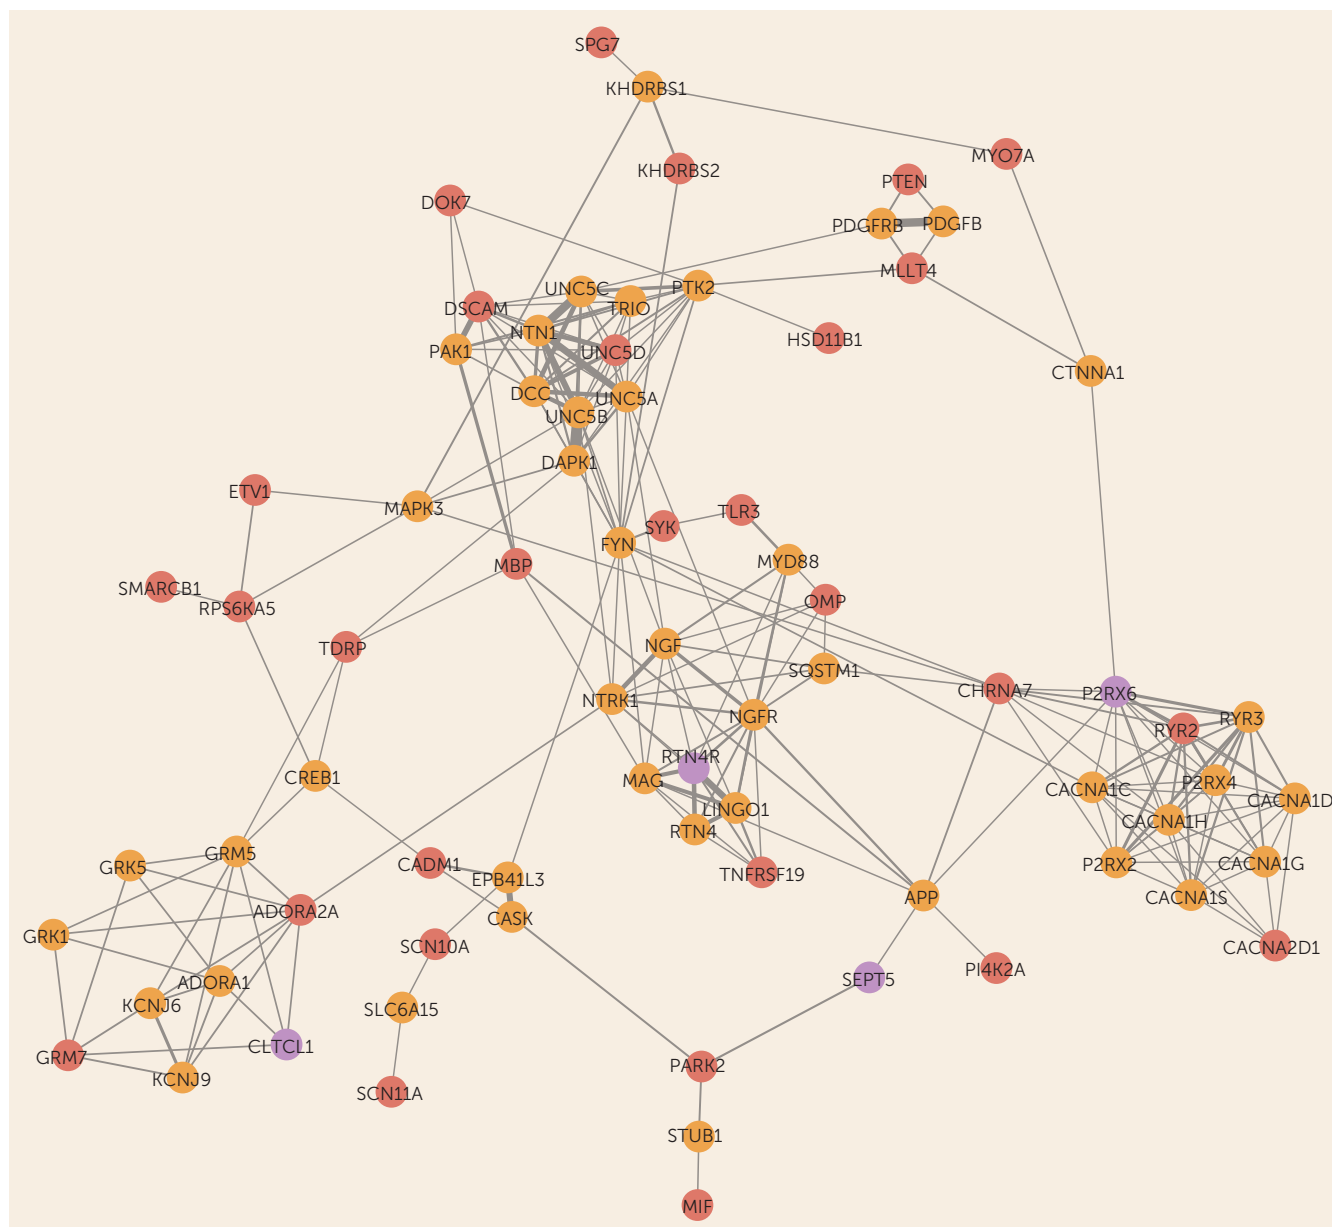 SPG7
KHDRBS1
MYO7A
KHDRBS2
PTEN
DOK7
PDGFRB
PDGFB
MLLT4
UNC5C
PTK2
DSCAM
TRIO
NTN1
HSD11B1
PAK1
UNC5D
CTNNA1
DCC
UNC5A
UNC5B
DAPK1
ETV1
MAPK3
TLR3
SYK
FYN
MYD88
MBP
SMARCB1
RPS6KA5
OMP
TDRP
NGF
SQSTM1
CHRNA7
P2RX6
NTRK1
NGFR
RYR3
RYR2
RTN4R
CREB1
MAG
P2RX4
CACNA1C
CACNA1D
LINGO1
CACNA1H
RTN4
GRM5
GRK5
CADM1
P2RX2
CACNA1G
TNFRSF19
EPB41L3
APP
CACNA1S
ADORA2A
CASK
GRK1
SCN10A
CACNA2D1
PI4K2A
SEPT5
ADORA1
KCNJ6
SLC6A15
CLTCL1
GRM7
PARK2
KCNJ9
SCN11A
STUB1
MIF